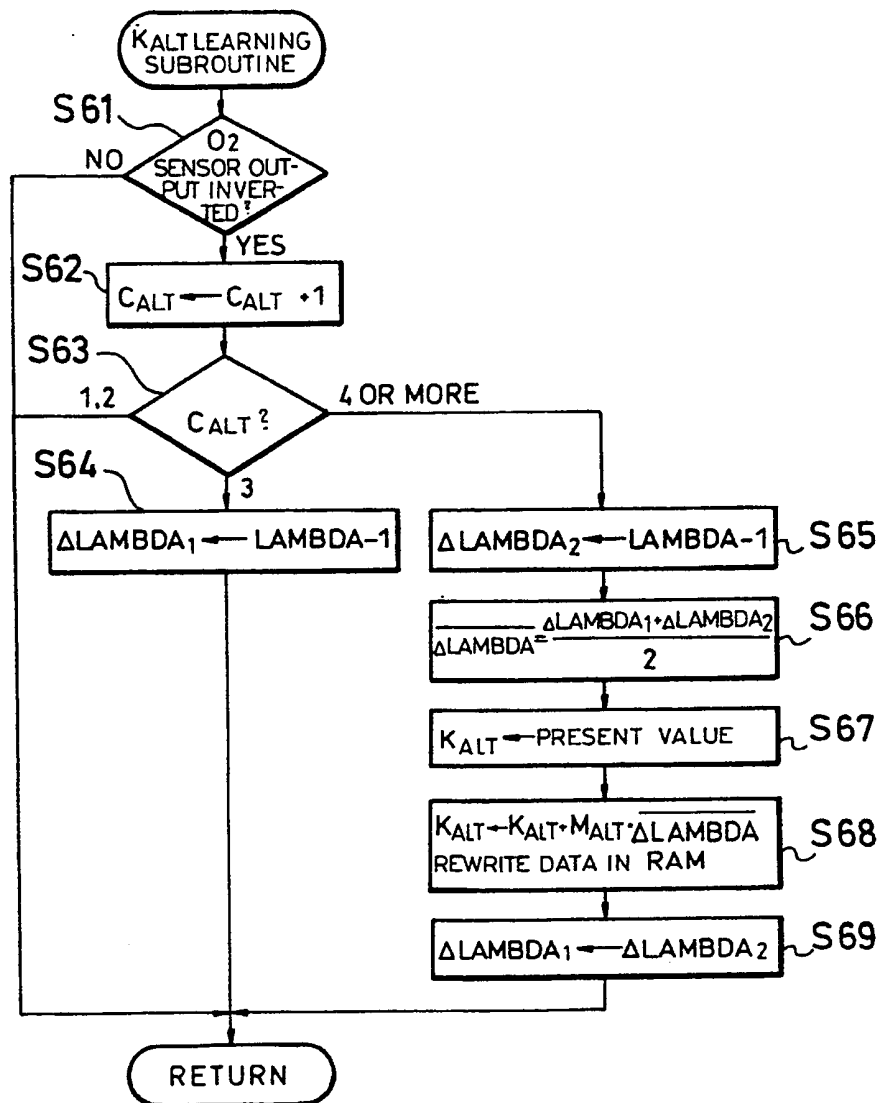 KALT LEARNING
SUBROUTINE
S61
O2
SENSOR OUT-
PUT INVER-
TED?
NO
YES
S62
CALT ← CALT +1
S63
1,2
CALT?
4 OR MORE
3
S64
ΔLAMBDA1 ← LAMBDA-1
ΔLAMBDA2 ← LAMBDA-1
S65
ΔLAMBDA = ΔLAMBDA1+ΔLAMBDA2
2
S66
KALT ← PRESENT VALUE
S67
KALT ← KALT+MALT·ΔLAMBDA
REWRITE DATA IN RAM
S68
ΔLAMBDA1 ← ΔLAMBDA2
S69
RETURN